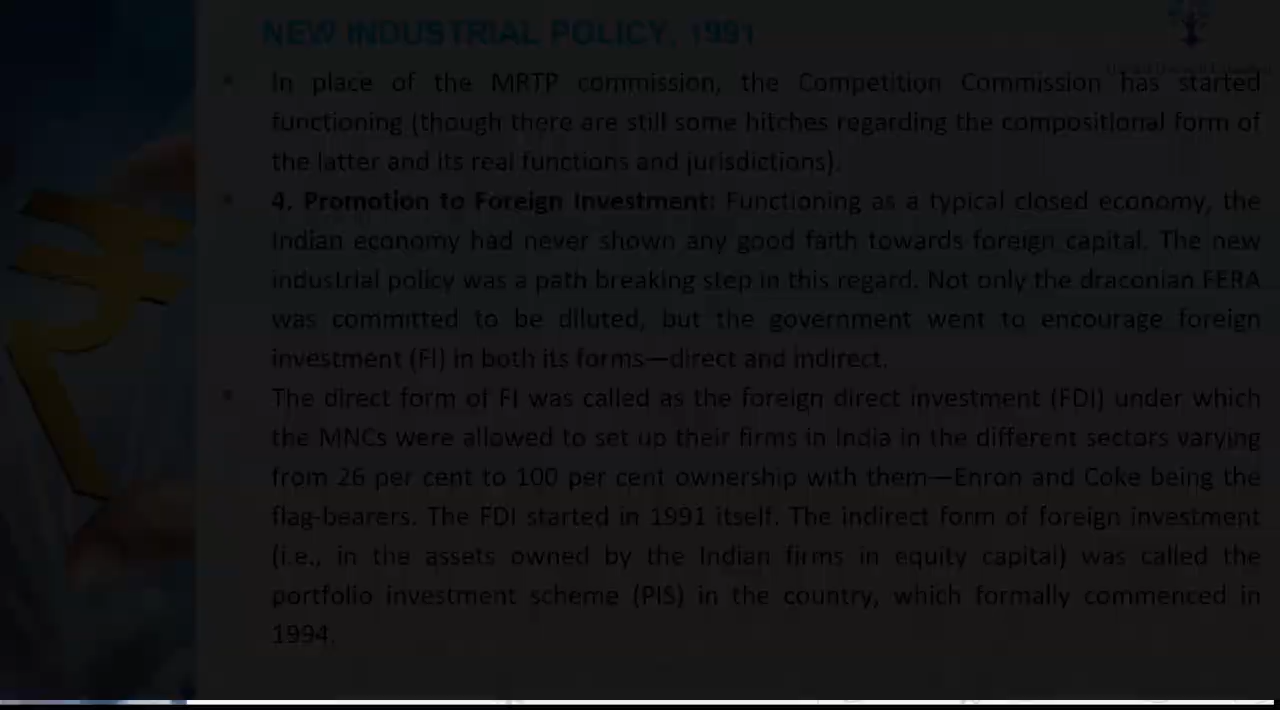 NEW INDUSTRIAL POLICY, 1991
• In place of the MRTP commission, the Competition Commission has started
functioning (though there are still some hitches regarding the compositional form of
the latter and its real functions and jurisdictions).
• 4. Promotion to Foreign Investment: Functioning as a typical closed economy, the
Indian economy had never shown any good faith towards foreign capital. The new
industrial policy was a path breaking step in this regard. Not only the draconian FERA
was committed to be diluted, but the government went to encourage foreign
investment (FI) in both its forms—direct and indirect.
• The direct form of FI was called as the foreign direct investment (FDI) under which
the MNCs were allowed to set up their firms in India in the different sectors varying
from 26 per cent to 100 per cent ownership with them—Enron and Coke being the
flag-bearers. The FDI started in 1991 itself. The indirect form of foreign investment
(i.e., in the assets owned by the Indian firms in equity capital) was called the
portfolio investment scheme (PIS) in the country, which formally commenced in
1994.